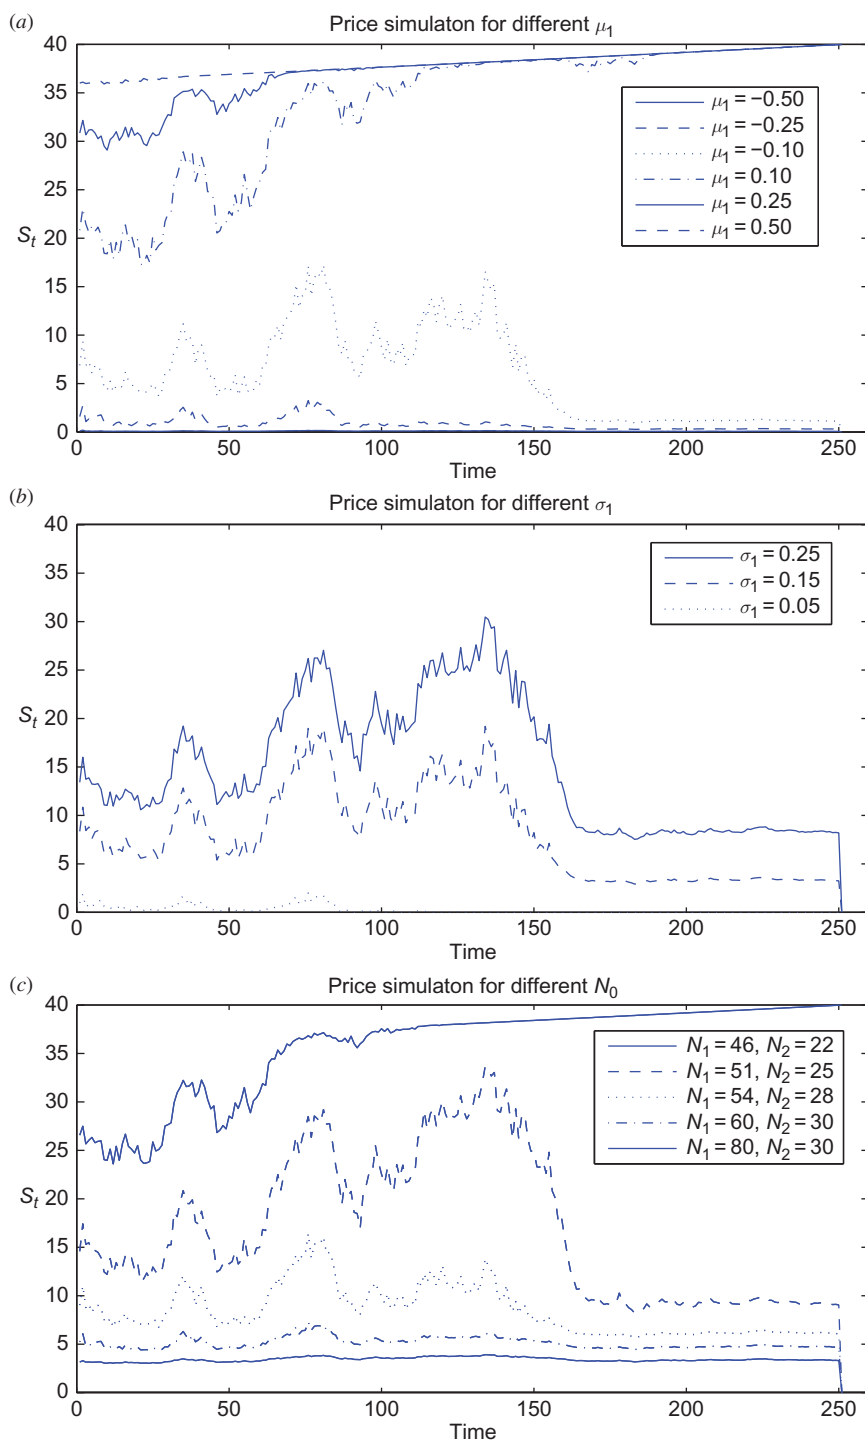 (a)
Price simulaton for different μ1
40
35
30
25
20
15
10
5
0
St
μ1 = −0.50
μ1 = −0.25
μ1 = −0.10
μ1 = 0.10
μ1 = 0.25
μ1 = 0.50
0 50 100 150 200 250
Time
(b)
Price simulaton for different σ1
40
35
30
25
20
15
10
5
0
St
σ1 = 0.25
σ1 = 0.15
σ1 = 0.05
0 50 100 150 200 250
Time
(c)
Price simulaton for different N0
40
35
30
25
20
15
10
5
0
St
N1 = 46, N2 = 22
N1 = 51, N2 = 25
N1 = 54, N2 = 28
N1 = 60, N2 = 30
N1 = 80, N2 = 30
0 50 100 150 200 250
Time